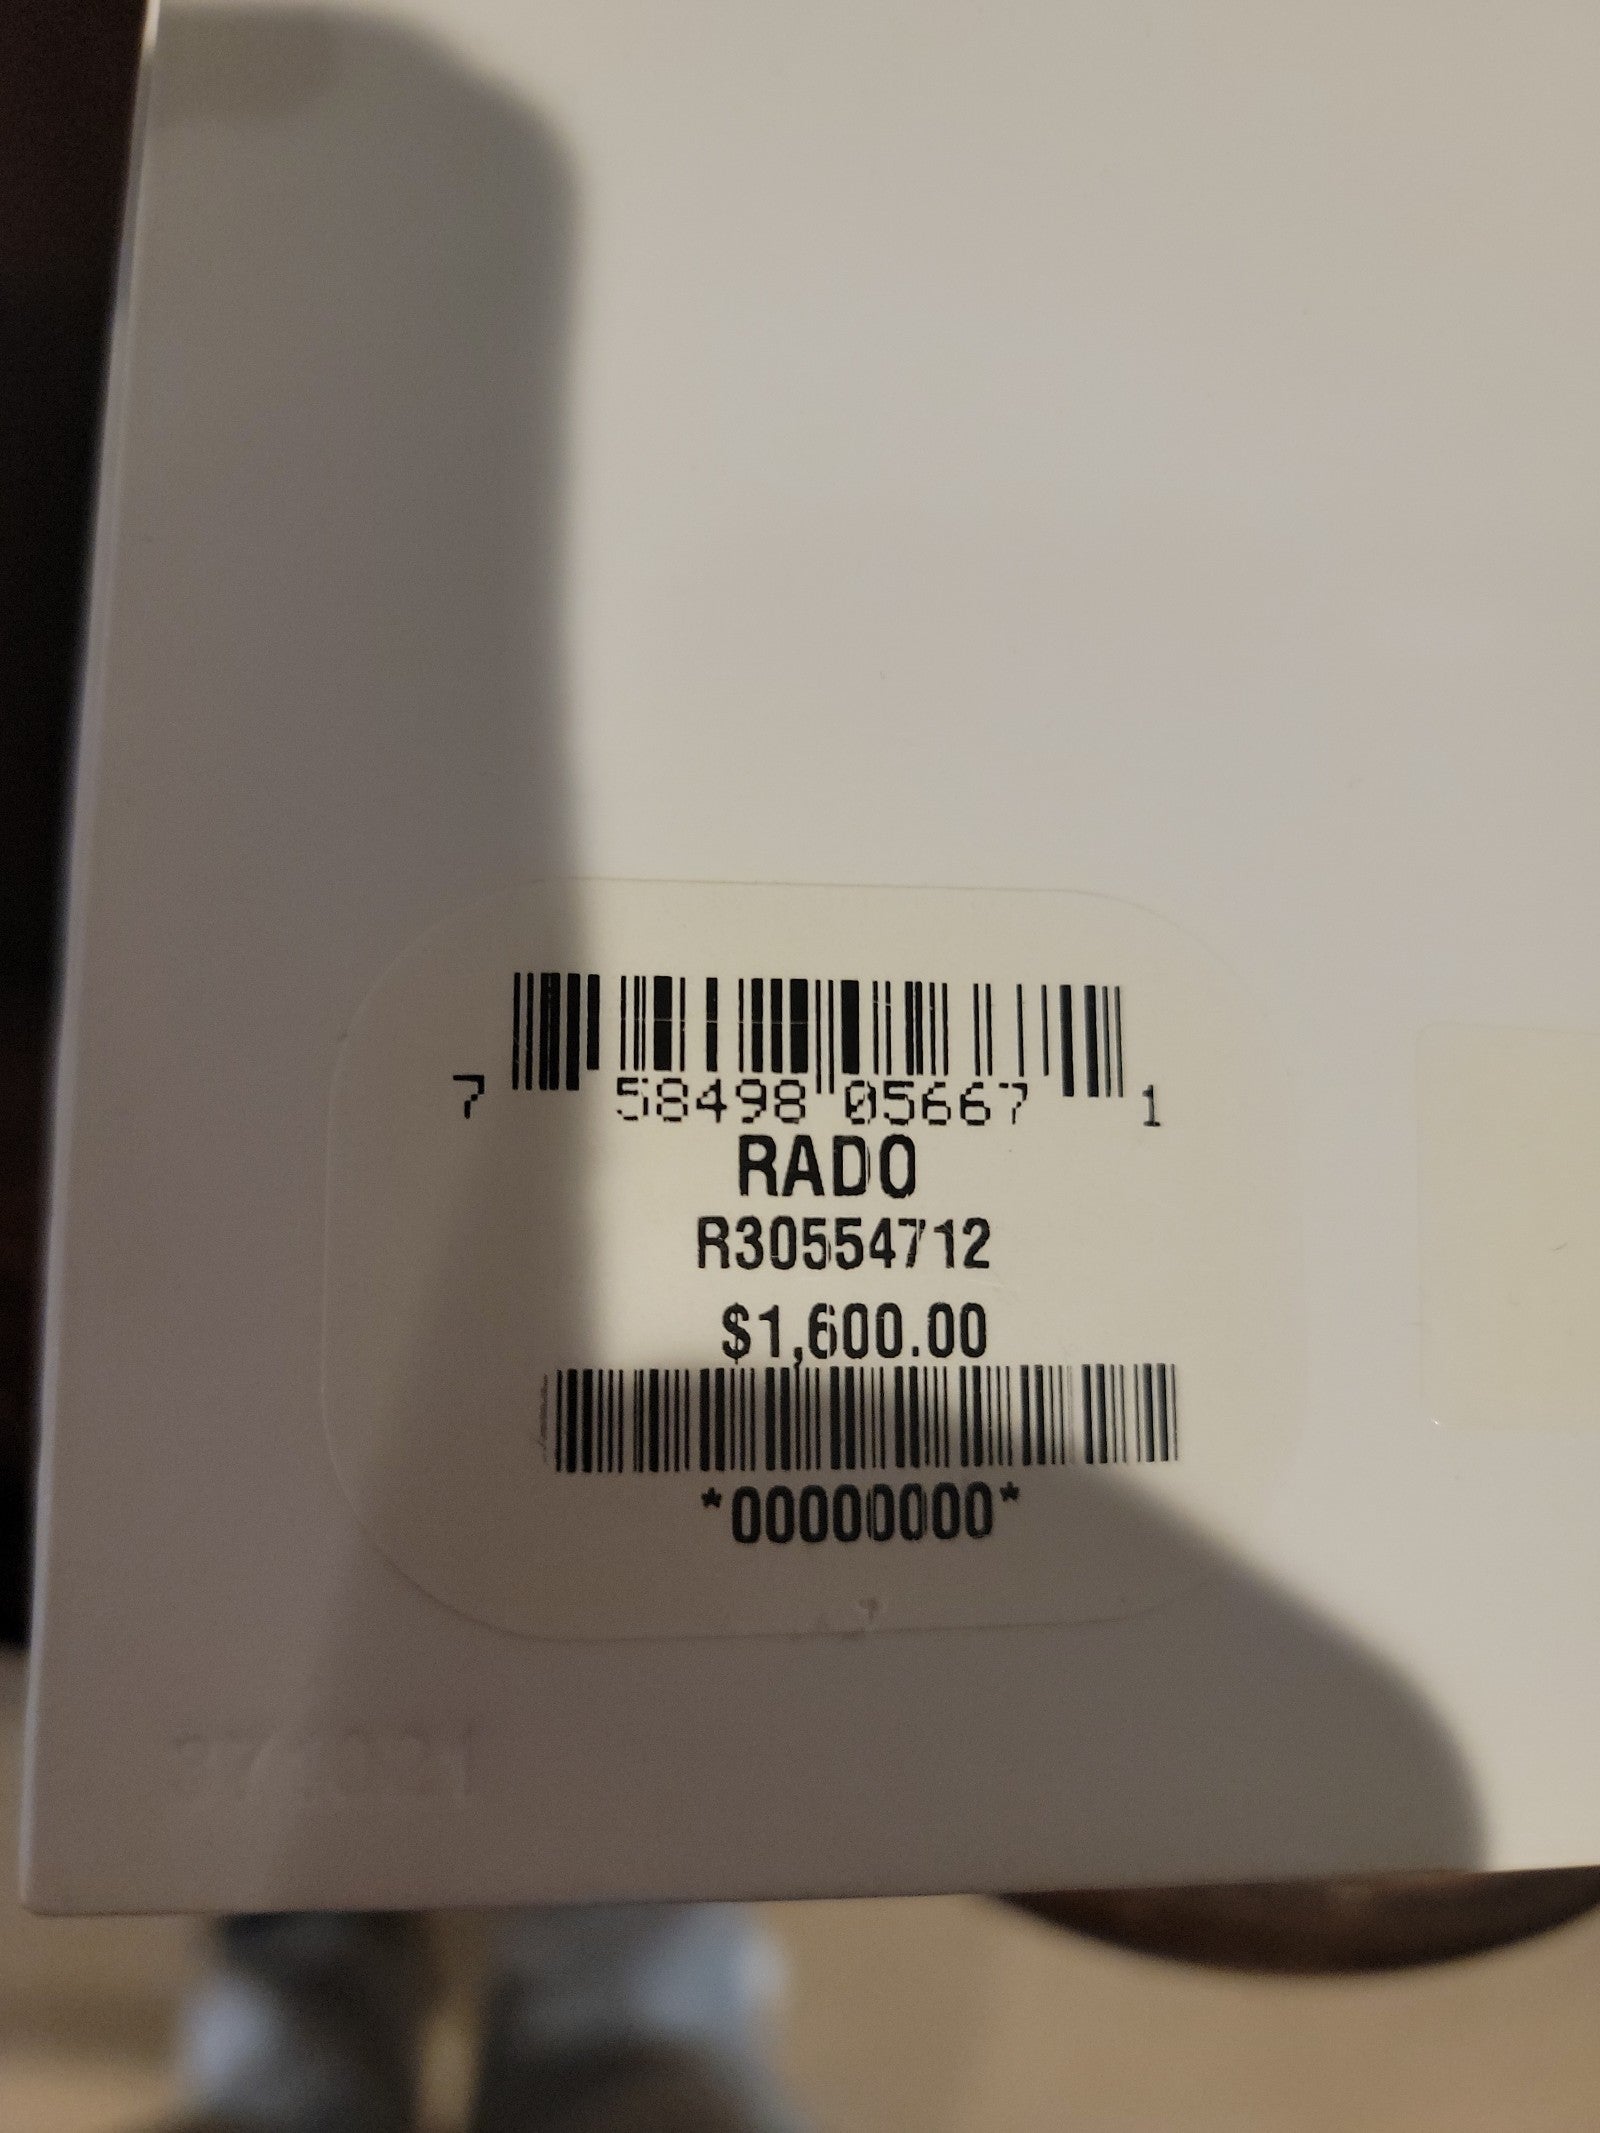 7 58498 05667 1
RADO
R30554712
$1,600.00
*00000000*